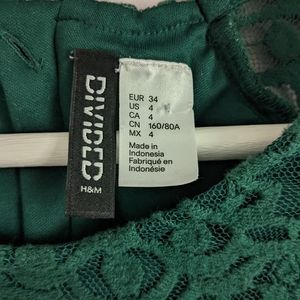 DIVIDED
H&M
EUR 34
US 4
CA 4
CN 160/80A
MX 4
Made in
Indonesia
Fabriqué en
Indonésie